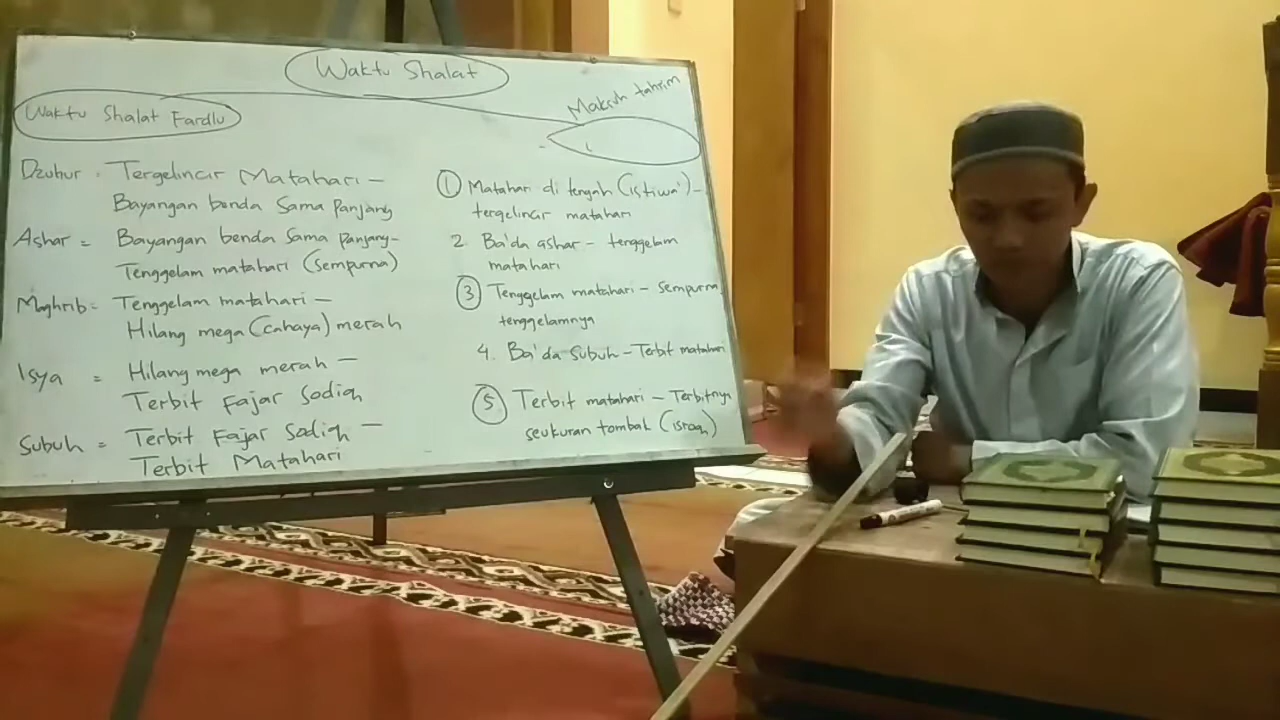 Waktu Shalat
Waktu Shalat Fardlu
Dzuhur = Tergelincir Matahari -
Bayangan benda Sama Panjang
Ashar = Bayangan benda Sama Panjang -
Tenggelam matahari (sempurna)
Maghrib = Tenggelam matahari -
Hilang mega (cahaya) merah
Isya = Hilang mega merah -
Terbit Fajar Sodiq
Subuh = Terbit Fajar Sodiq -
Terbit Matahari
Makruh tahrim
1 Matahari di tengah (istiwa') -
tergelincir matahari
2. Ba'da ashar - tenggelam
matahari
3 Tenggelam matahari - sempurna
tenggelamnya
4. Ba'da Subuh - Terbit matahari
5 Terbit matahari - Terbitnya
seukuran tombak (isroq)